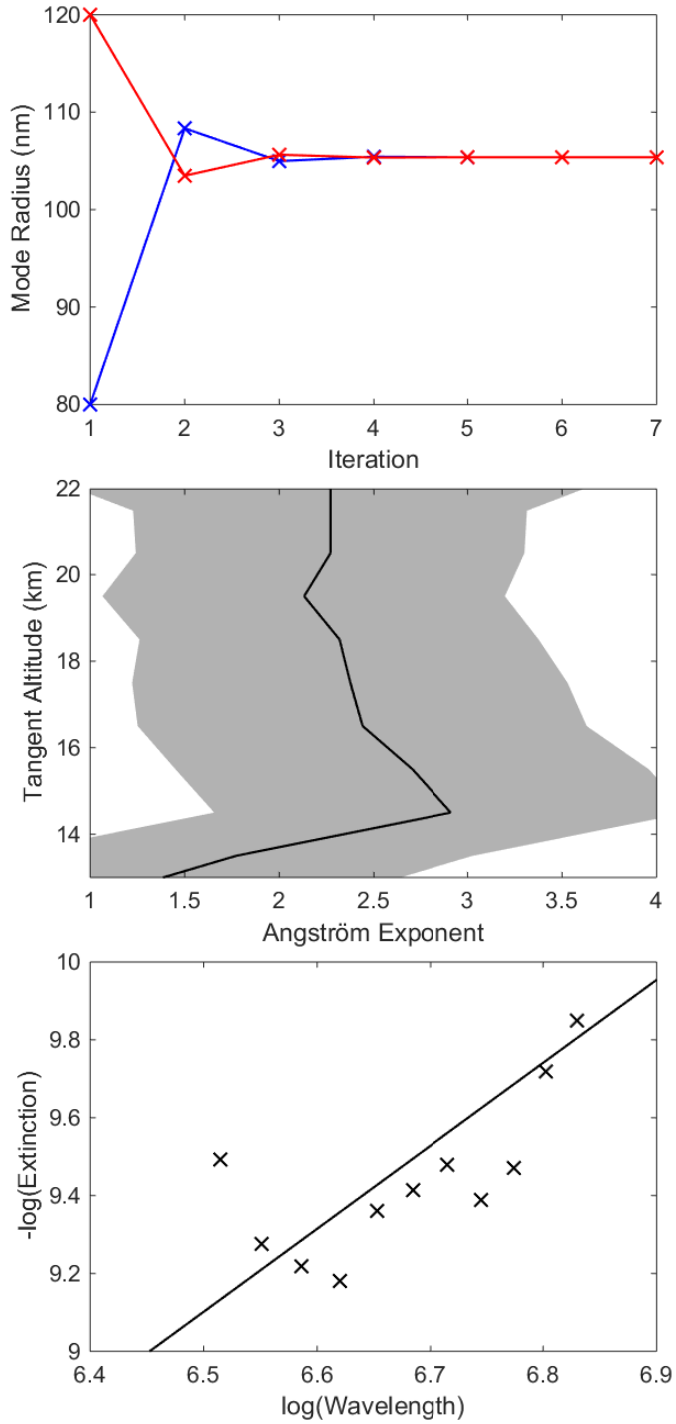 120
110
100
90
80
Mode Radius (nm)
1 2 3 4 5 6 7
Iteration
22
20
18
16
14
Tangent Altitude (km)
1 1.5 2 2.5 3 3.5 4
Angström Exponent
10
9.8
9.6
9.4
9.2
9
-log(Extinction)
6.4 6.5 6.6 6.7 6.8 6.9
log(Wavelength)